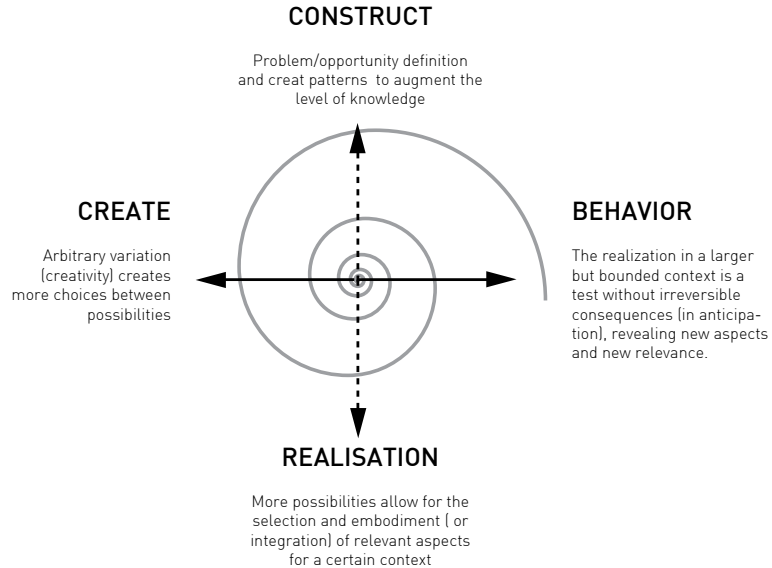 CONSTRUCT
Problem/opportunity definition
and creat patterns to augment the
level of knowledge
CREATE
Arbitrary variation
(creativity) creates
more choices between
possibilities
BEHAVIOR
The realization in a larger
but bounded context is a
test without irreversible
consequences (in anticipa-
tion), revealing new aspects
and new relevance.
REALISATION
More possibilities allow for the
selection and embodiment ( or
integration) of relevant aspects
for a certain context